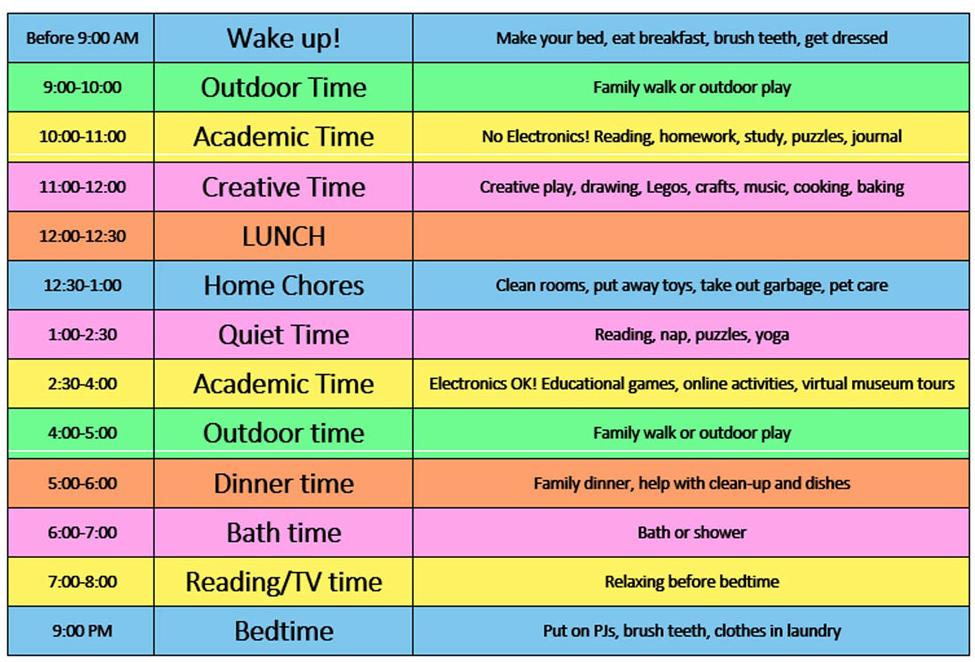 Before 9:00 AM Wake up! Make your bed, eat breakfast, brush teeth, get dressed
9:00-10:00 Outdoor Time Family walk or outdoor play
10:00-11:00 Academic Time No Electronics! Reading, homework, study, puzzles, journal
11:00-12:00 Creative Time Creative play, drawing, Legos, crafts, music, cooking, baking
12:00-12:30 LUNCH
12:30-1:00 Home Chores Clean rooms, put away toys, take out garbage, pet care
1:00-2:30 Quiet Time Reading, nap, puzzles, yoga
2:30-4:00 Academic Time Electronics OK! Educational games, online activities, virtual museum tours
4:00-5:00 Outdoor time Family walk or outdoor play
5:00-6:00 Dinner time Family dinner, help with clean-up and dishes
6:00-7:00 Bath time Bath or shower
7:00-8:00 Reading/TV time Relaxing before bedtime
9:00 PM Bedtime Put on PJs, brush teeth, clothes in laundry